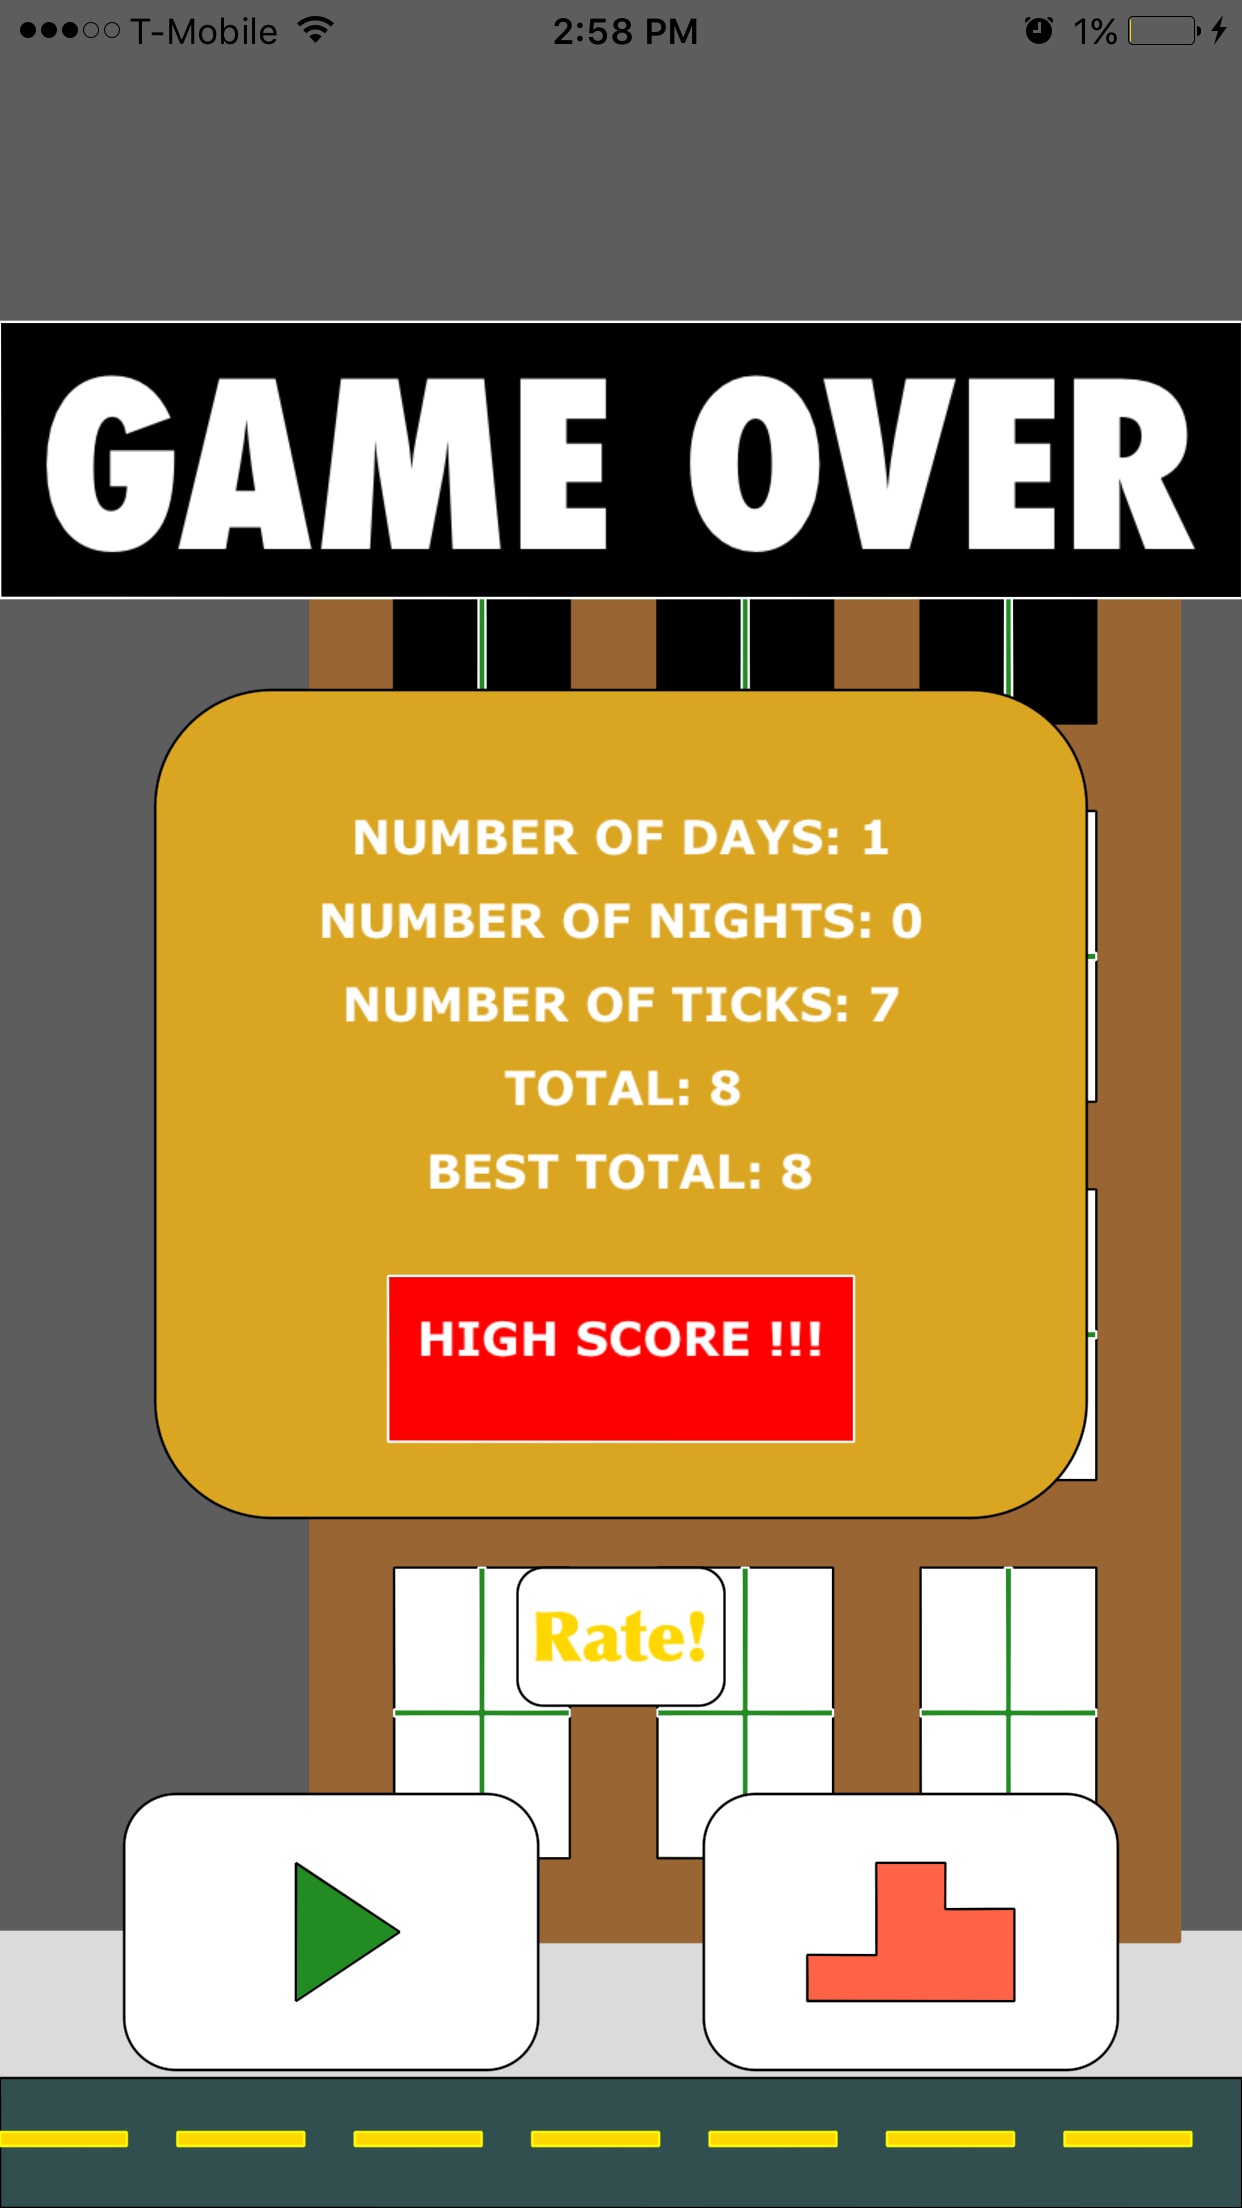 T-Mobile 2:58 PM 1%
GAME OVER
NUMBER OF DAYS: 1
NUMBER OF NIGHTS: 0
NUMBER OF TICKS: 7
TOTAL: 8
BEST TOTAL: 8
HIGH SCORE !!!
Rate!